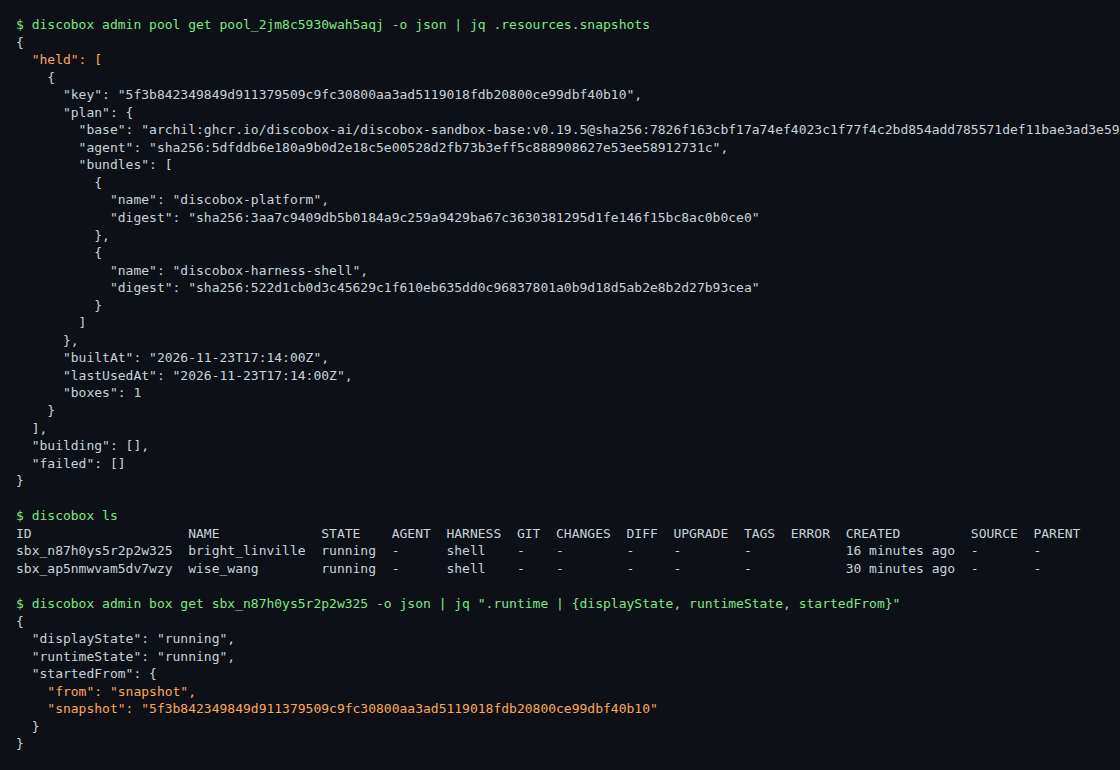 $ discobox admin pool get pool_2jm8c5930wah5aqj -o json | jq .resources.snapshots
{
  "held": [
    {
      "key": "5f3b842349849d911379509c9fc30800aa3ad5119018fdb20800ce99dbf40b10",
      "plan": {
        "base": "archil:ghcr.io/discobox-ai/discobox-sandbox-base:v0.19.5@sha256:7826f163cbf17a74ef4023c1f77f4c2bd854add785571def11bae3ad3e59
        "agent": "sha256:5dfddb6e180a9b0d2e18c5e00528d2fb73b3eff5c888908627e53ee58912731c",
        "bundles": [
          {
            "name": "discobox-platform",
            "digest": "sha256:3aa7c9409db5b0184a9c259a9429ba67c3630381295d1fe146f15bc8ac0b0ce0"
          },
          {
            "name": "discobox-harness-shell",
            "digest": "sha256:522d1cb0d3c45629c1f610eb635dd0c96837801a0b9d18d5ab2e8b2d27b93cea"
          }
        ]
      },
      "builtAt": "2026-11-23T17:14:00Z",
      "lastUsedAt": "2026-11-23T17:14:00Z",
      "boxes": 1
    }
  ],
  "building": [],
  "failed": []
}
$ discobox ls
ID                    NAME             STATE    AGENT  HARNESS  GIT  CHANGES  DIFF  UPGRADE  TAGS  ERROR  CREATED         SOURCE  PARENT
sbx_n87h0ys5r2p2w325  bright_linville  running  -      shell    -    -        -     -        -            16 minutes ago  -       -
sbx_ap5nmwvam5dv7wzy  wise_wang        running  -      shell    -    -        -     -        -            30 minutes ago  -       -
$ discobox admin box get sbx_n87h0ys5r2p2w325 -o json | jq ".runtime | {displayState, runtimeState, startedFrom}"
{
  "displayState": "running",
  "runtimeState": "running",
  "startedFrom": {
    "from": "snapshot",
    "snapshot": "5f3b842349849d911379509c9fc30800aa3ad5119018fdb20800ce99dbf40b10"
  }
}